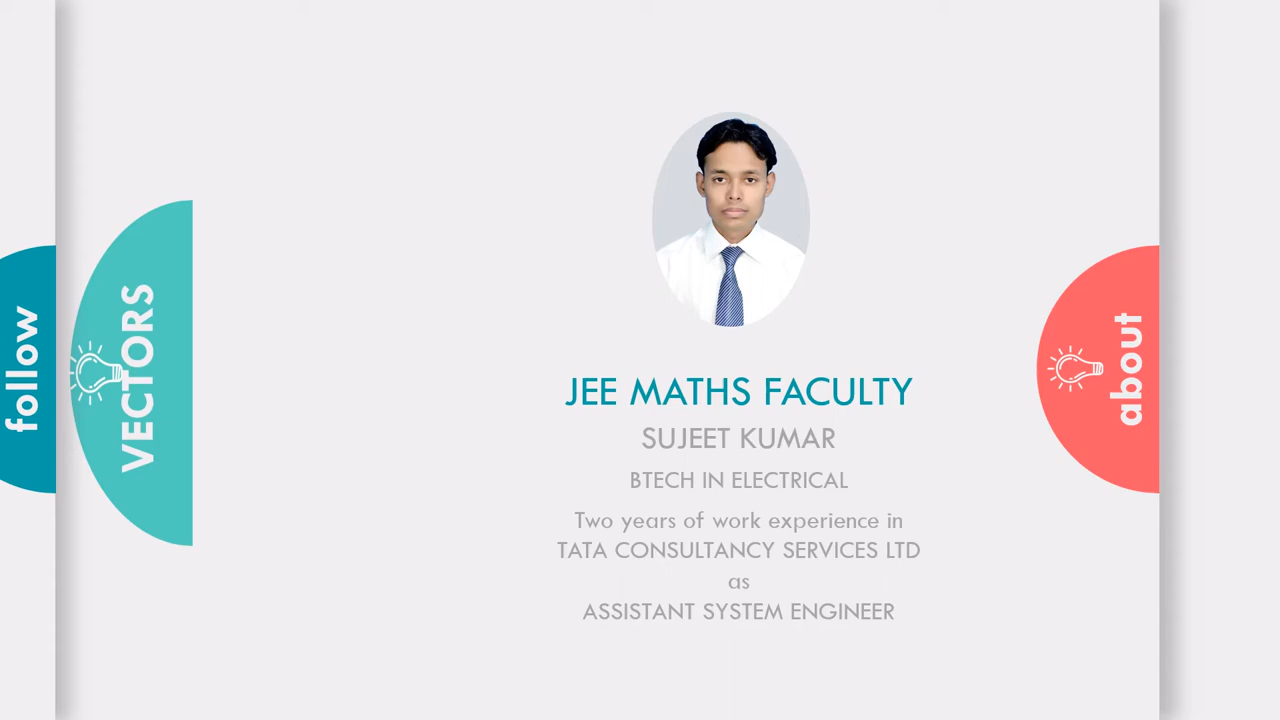 follow
VECTORS
JEE MATHS FACULTY
SUJEET KUMAR
BTECH IN ELECTRICAL
Two years of work experience in
TATA CONSULTANCY SERVICES LTD
as
ASSISTANT SYSTEM ENGINEER
about